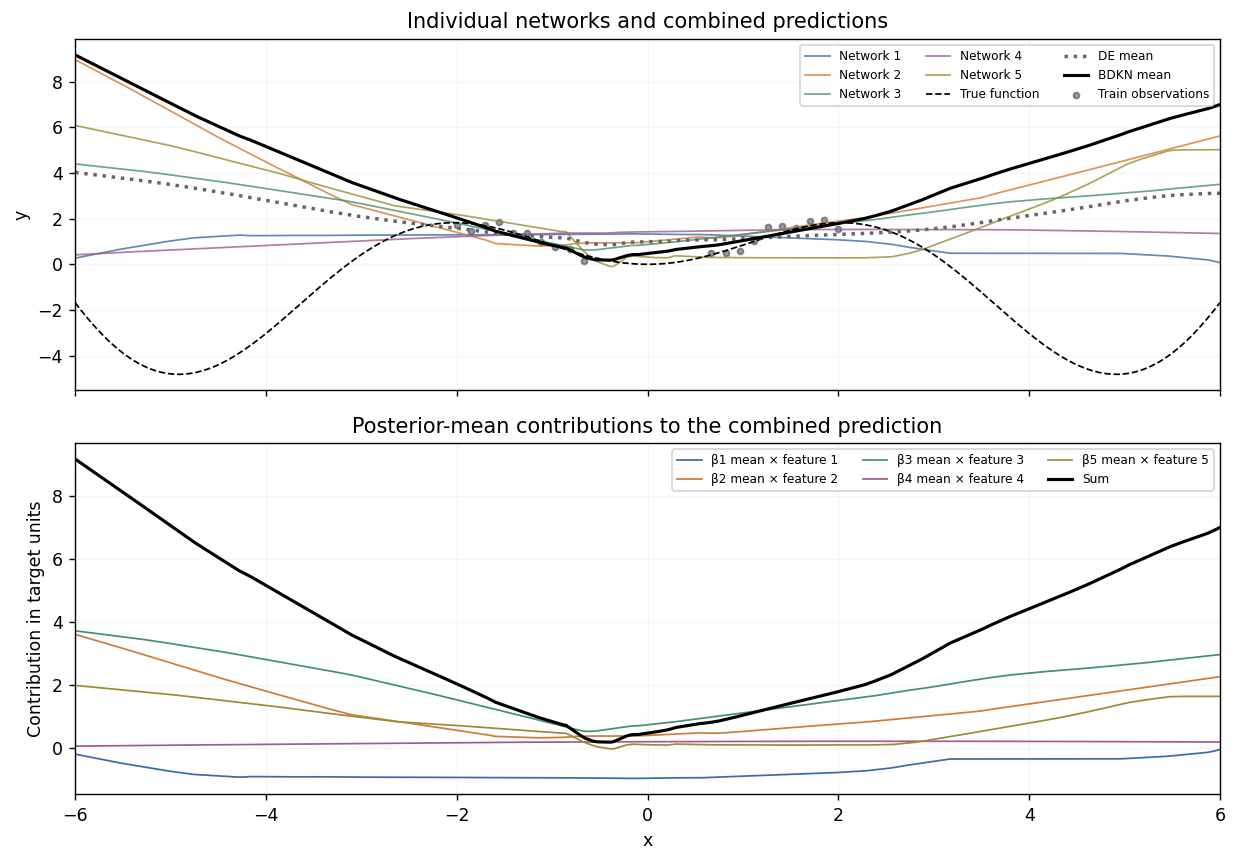 Individual networks and combined predictions
Network 1 Network 4 DE mean
Network 2 Network 5 BDKN mean
Network 3 True function Train observations
8
6
4
2
0
−2
−4
y
Posterior-mean contributions to the combined prediction
β1 mean × feature 1 β3 mean × feature 3 β5 mean × feature 5
β2 mean × feature 2 β4 mean × feature 4 Sum
8
6
4
2
0
Contribution in target units
−6 −4 −2 0 2 4 6
x